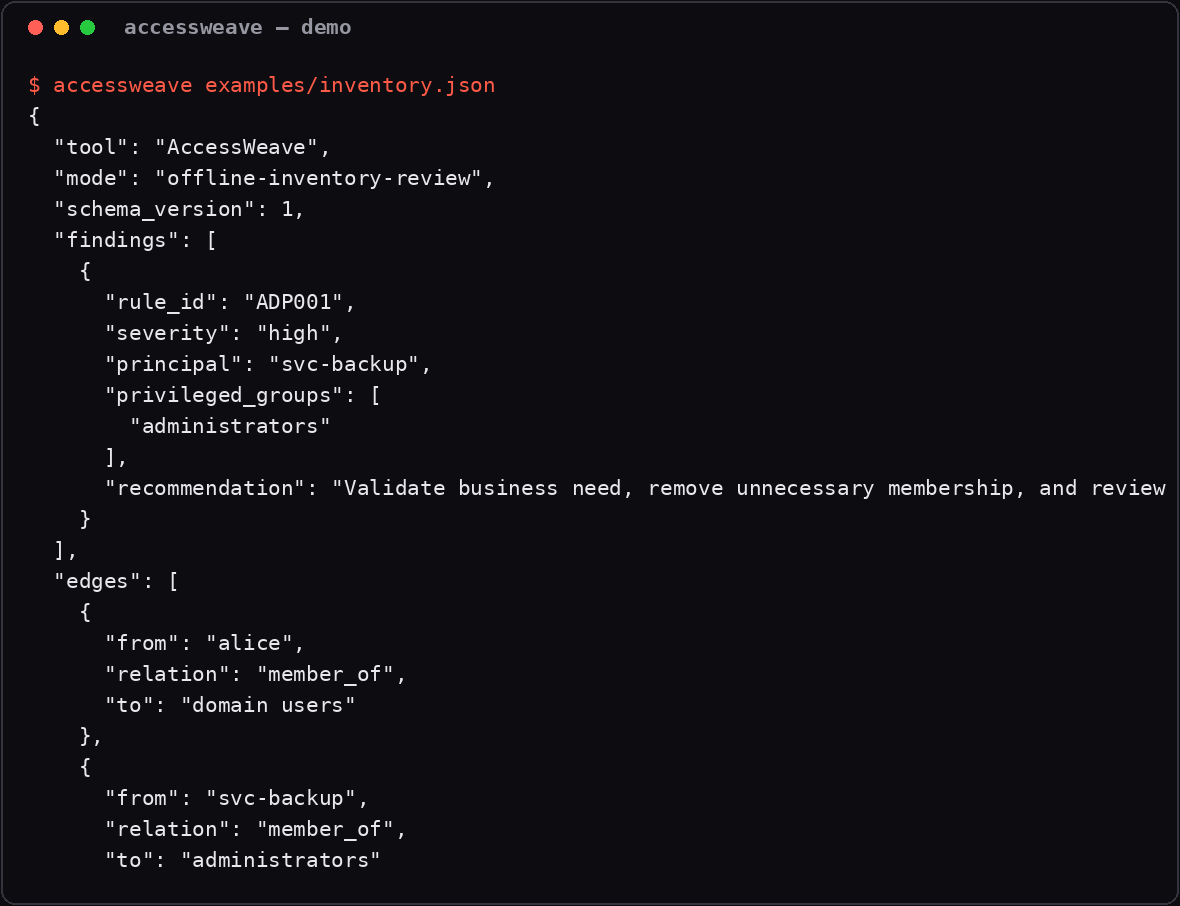 accessweave — demo
$ accessweave examples/inventory.json
{
  "tool": "AccessWeave",
  "mode": "offline-inventory-review",
  "schema_version": 1,
  "findings": [
    {
      "rule_id": "ADP001",
      "severity": "high",
      "principal": "svc-backup",
      "privileged_groups": [
        "administrators"
      ],
      "recommendation": "Validate business need, remove unnecessary membership, and review
    }
  ],
  "edges": [
    {
      "from": "alice",
      "relation": "member_of",
      "to": "domain users"
    },
    {
      "from": "svc-backup",
      "relation": "member_of",
      "to": "administrators"